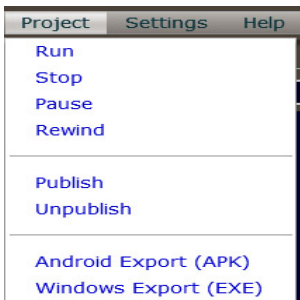 Project Settings Help
Run
Stop
Pause
Rewind
Publish
Unpublish
Android Export (APK)
Windows Export (EXE)